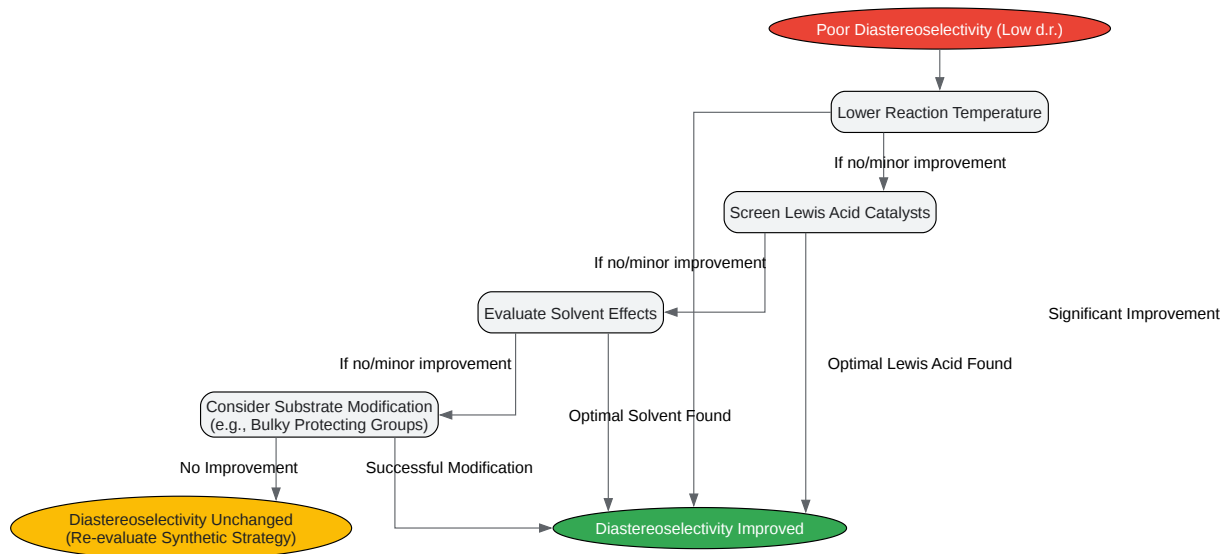 Poor Diastereoselectivity (Low d.r.)
Lower Reaction Temperature
If no/minor improvement
Screen Lewis Acid Catalysts
If no/minor improvement
Evaluate Solvent Effects
Significant Improvement
If no/minor improvement
Optimal Lewis Acid Found
Consider Substrate Modification
(e.g., Bulky Protecting Groups)
Optimal Solvent Found
No Improvement
Successful Modification
Diastereoselectivity Unchanged
(Re-evaluate Synthetic Strategy)
Diastereoselectivity Improved